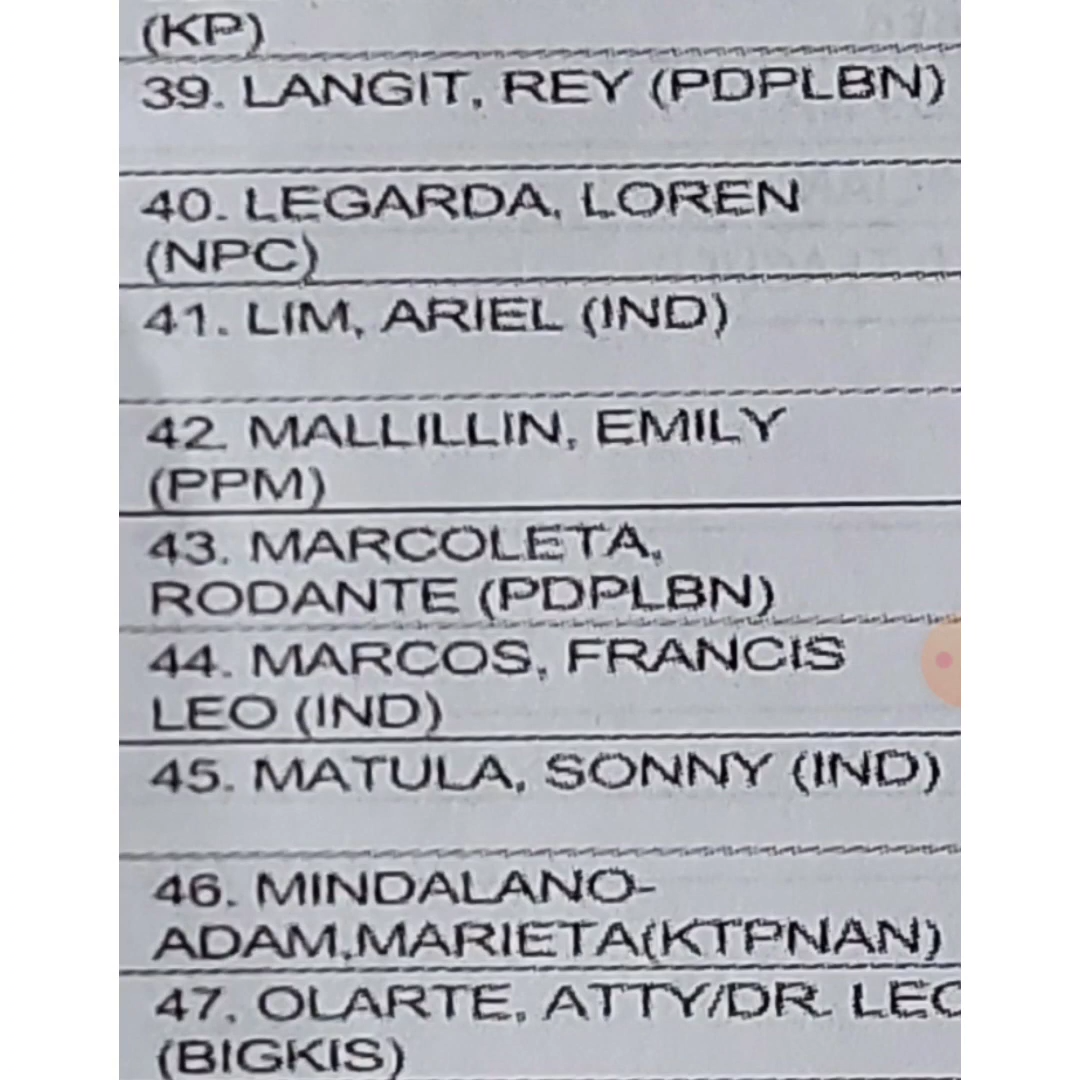 (KP)
39. LANGIT, REY (PDPLBN)
40. LEGARDA, LOREN
(NPC)
41. LIM, ARIEL (IND)
42. MALLILLIN, EMILY
(PPM)
43. MARCOLETA,
RODANTE (PDPLBN)
44. MARCOS, FRANCIS
LEO (IND)
45. MATULA, SONNY (IND)
46. MINDALANO-
ADAM,MARIETA(KTPNAN)
47. OLARTE, ATTY/DR.
(BIGKIS)